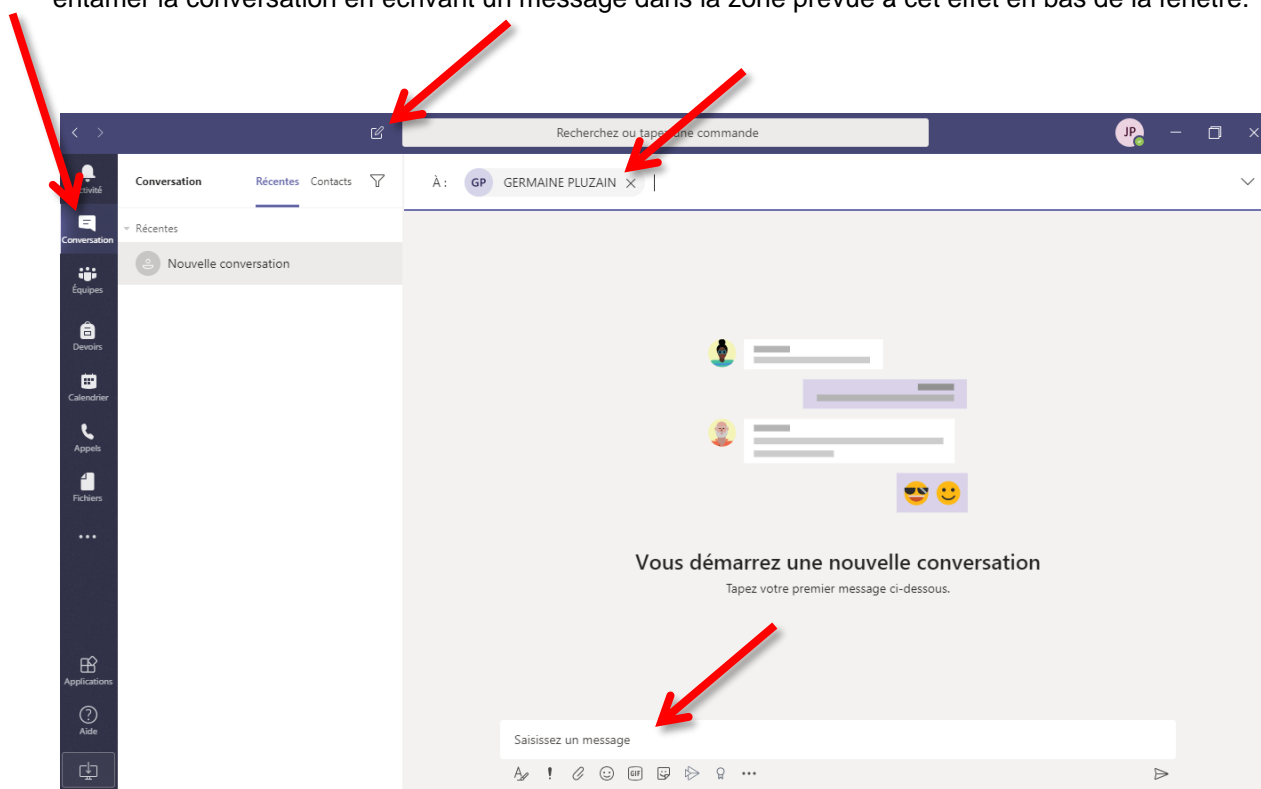 entamer la conversation en écrivant un message dans la zone prévue à cet effet en bas de la fenêtre.
Recherchez ou tapez une commande
JP
Activité
Conversation
Récentes
Contacts
À :
GP
GERMAINE PLUZAIN
Conversation
Récentes
Nouvelle conversation
Équipes
Devoirs
Calendrier
Appels
Fichiers
Vous démarrez une nouvelle conversation
Tapez votre premier message ci-dessous.
Applications
Aide
Saisissez un message
GIF